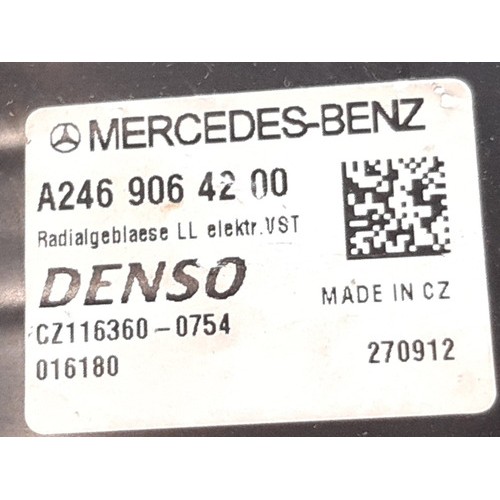 MERCEDES-BENZ
A246 906 42 00
Radialgeblaese LL elektr.VST
DENSO
MADE IN CZ
CZ116360-0754
016180
270912